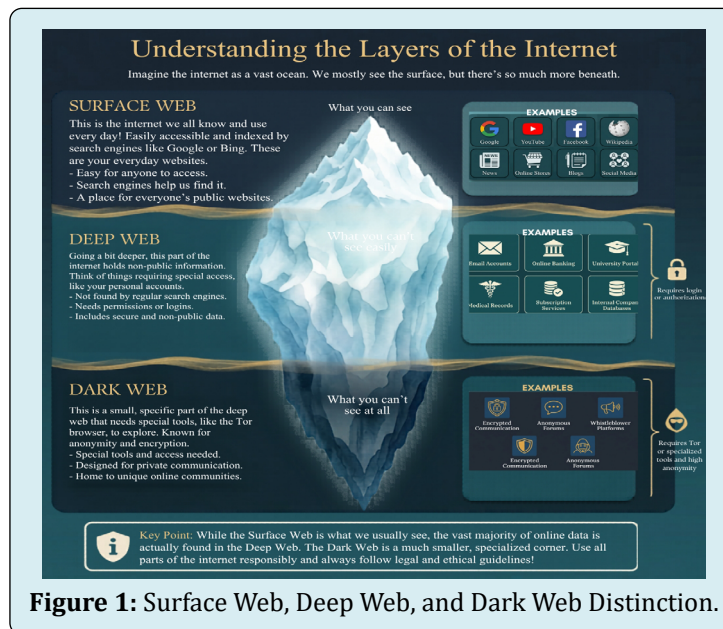 Understanding the Layers of the Internet
Imagine the internet as a vast ocean. We mostly see the surface, but there's so much more beneath.
SURFACE WEB
This is the internet we all know and use
every day! Easily accessible and indexed by
search engines like Google or Bing. These
are your everyday websites.
- Easy for anyone to access.
- Search engines help us find it.
- A place for everyone's public websites.
What you can see
EXAMPLES
Google
YouTube
Facebook
Wikipedia
NEWS
News
Online Stores
Blogs
Social Media
DEEP WEB
Going a bit deeper, this part of the
internet holds non-public information.
Think of things requiring special access,
like your personal accounts.
- Not found by regular search engines.
- Needs permissions or logins.
- Includes secure and non-public data.
What you can't
see easily
EXAMPLES
Email Accounts
Online Banking
University Portal
Medical Records
Subscription
Services
Internal Compan
Databases
Requires login
or authorization
DARK WEB
This is a small, specific part of the deep
web that needs special tools, like the Tor
browser, to explore. Known for
anonymity and encryption.
- Special tools and access needed.
- Designed for private communication.
- Home to unique online communities.
What you can't
see at all
EXAMPLES
Encrypted
Communication
Anonymous
Forums
Whistleblower
Platforms
Encrypted
Communication
Anonymous
Forums
Requires Tor
or specialized
tools and high
anonymity
Key Point: While the Surface Web is what we usually see, the vast majority of online data is
actually found in the Deep Web. The Dark Web is a much smaller, specialized corner. Use all
parts of the internet responsibly and always follow legal and ethical guidelines!
Figure 1: Surface Web, Deep Web, and Dark Web Distinction.